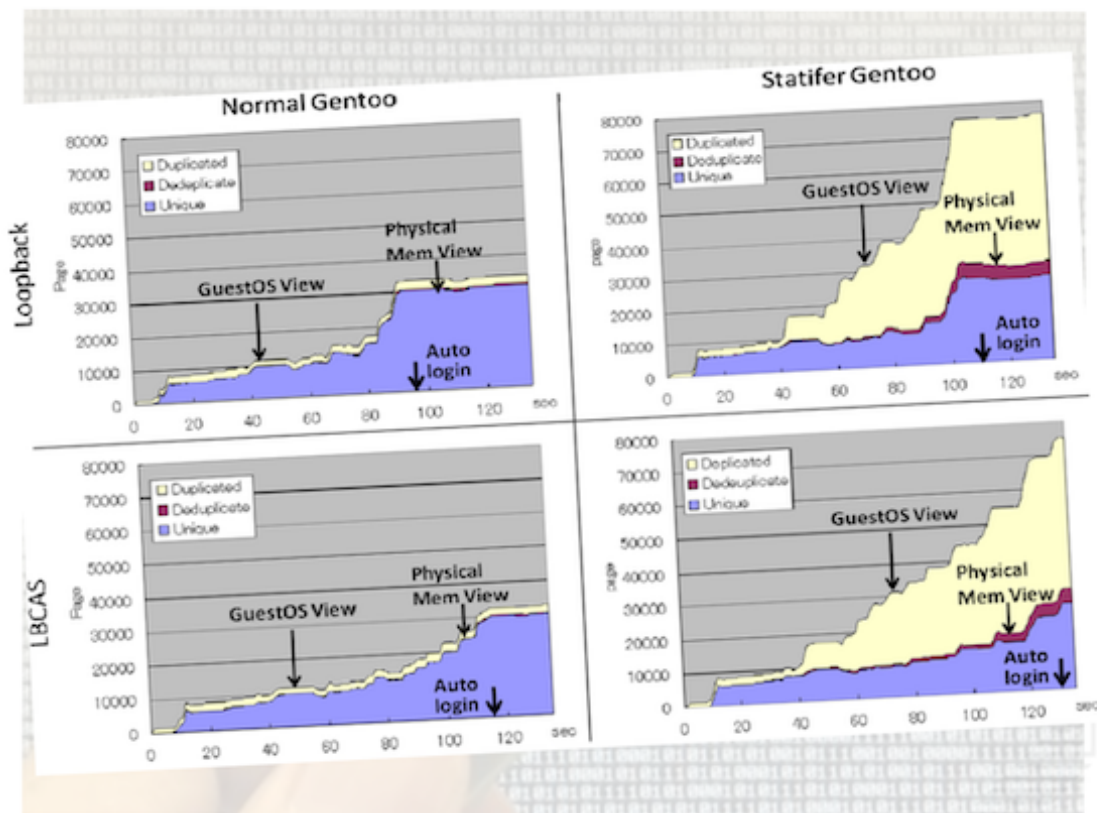 Normal Gentoo
Statifer Gentoo
Loopback
80000
70000
60000
50000
40000
30000
20000
10000
0
Page
Duplicated
Dedeplicate
Unique
GuestOS View
Physical
Mem View
Auto
login
20
40
60
80
100
120
sec
80000
70000
60000
50000
40000
30000
20000
10000
0
page
Duplicated
Deduplicate
Unique
GuestOS View
Physical
Mem View
Auto
login
20
40
60
80
100
120
LBCAS
80000
70000
60000
50000
40000
30000
20000
10000
0
Page
Duplicated
Deduplicate
Unique
GuestOS View
Physical
Mem View
Auto
login
0
20
40
60
80
100
120
sec
80000
70000
60000
50000
40000
30000
20000
10000
0
page
Doplicated
Dedeuplicate
Unique
GuestOS View
Physical
Mem View
Auto
login
0
20
40
60
80
100
120
sec